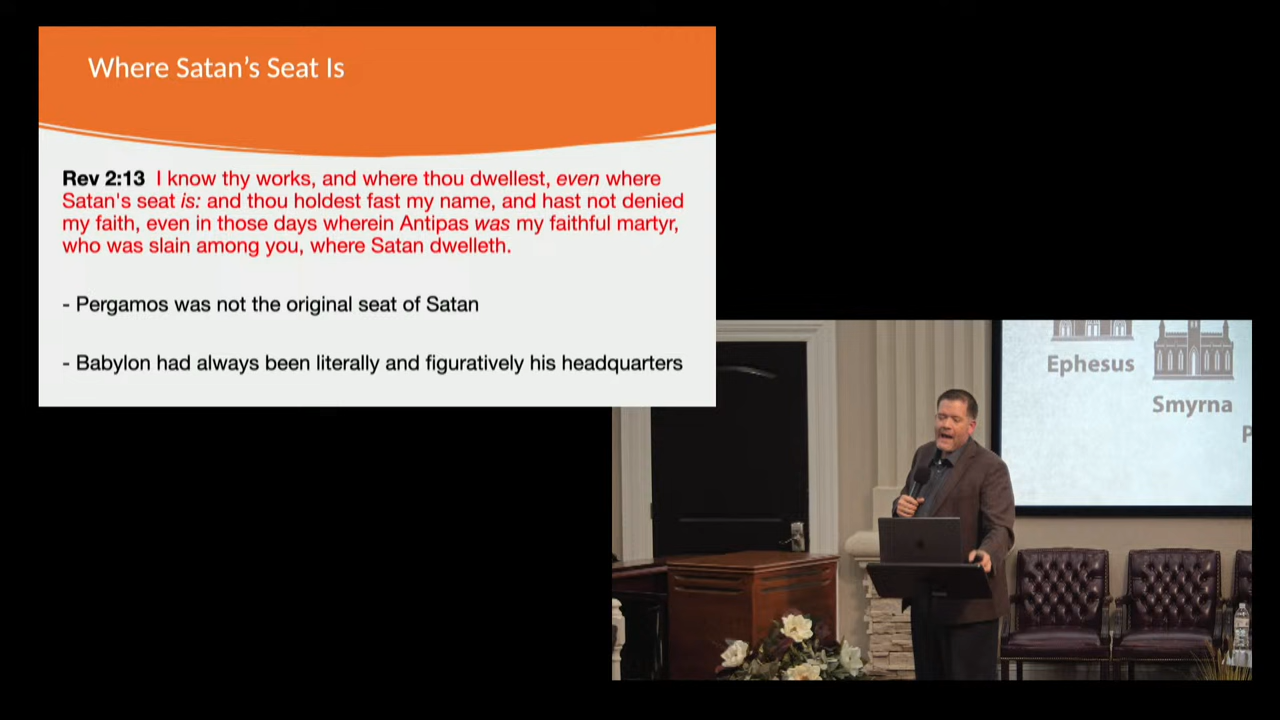 Where Satan's Seat Is
Rev 2:13 I know thy works, and where thou dwellest, even where
Satan's seat is: and thou holdest fast my name, and hast not denied
my faith, even in those days wherein Antipas was my faithful martyr,
who was slain among you, where Satan dwelleth.
- Pergamos was not the original seat of Satan
- Babylon had always been literally and figuratively his headquarters
Ephesus
Smyrna
P